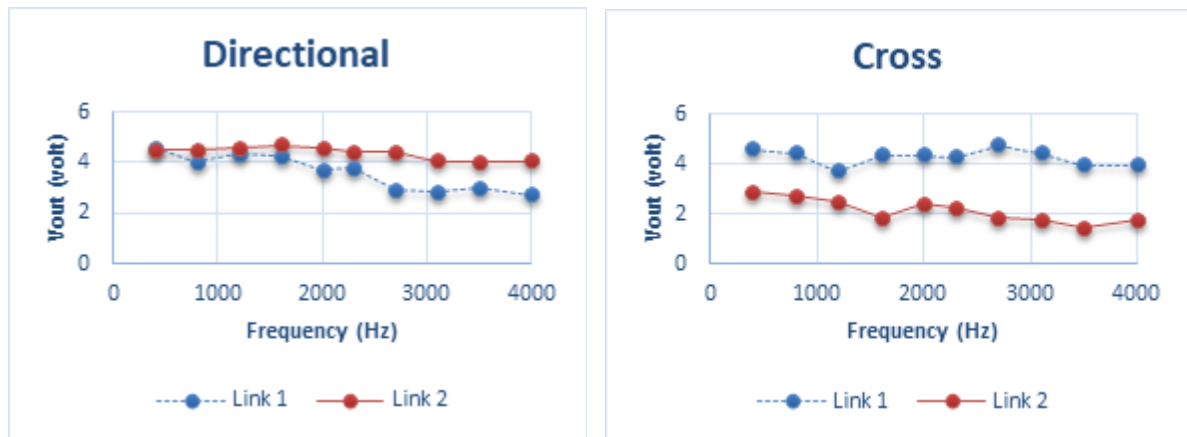 Directional
6
4
2
0
Vout (volt)
0 1000 2000 3000 4000
Frequency (Hz)
Link 1 Link 2
Cross
6
4
2
0
Vout (volt)
0 1000 2000 3000 4000
Frequency (Hz)
Link 1 Link 2